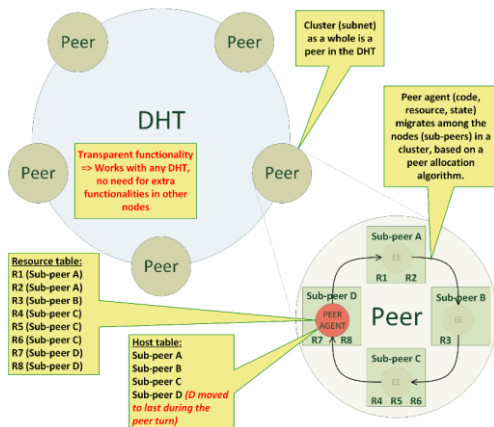 Peer
Peer
Cluster (subnet)
as a whole is a
peer in the DHT
DHT
Peer agent (code,
resource, state)
migrates among the
nodes (sub-peers) in
a cluster, based on a
peer allocation
algorithm.
Transparent functionality
=> Works with any DHT,
no need for extra
functionalities in other
nodes
Peer
Peer
Peer
Sub-peer A
EE
R1 R2
Resource table:
R1 (Sub-peer A)
R2 (Sub-peer A)
R3 (Sub-peer B)
R4 (Sub-peer C)
R5 (Sub-peer C)
R6 (Sub-peer C)
R7 (Sub-peer D)
R8 (Sub-peer D)
Sub-peer D
PEER
AGENT
R7 R8
Peer
Sub-peer B
EE
R3
Host table:
Sub-peer A
Sub-peer B
Sub-peer C
Sub-peer D (D moved
to last during the
peer turn)
Sub-peer C
EE
R4 R5 R6